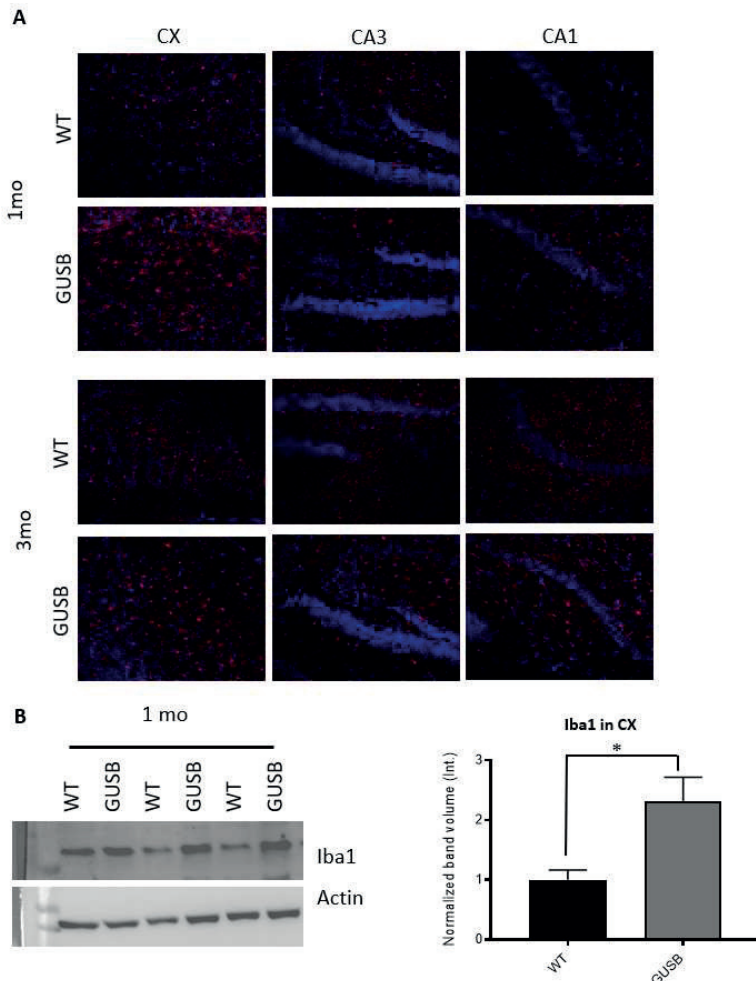 A
CX CA3 CA1
1mo
WT
GUSB
3mo
WT
GUSB
B
1 mo
WT GUSB WT GUSB WT GUSB
Iba1
Actin
Iba1 in CX
*
Normalized band volume (Int.)
3
2
1
0
WT GUSB